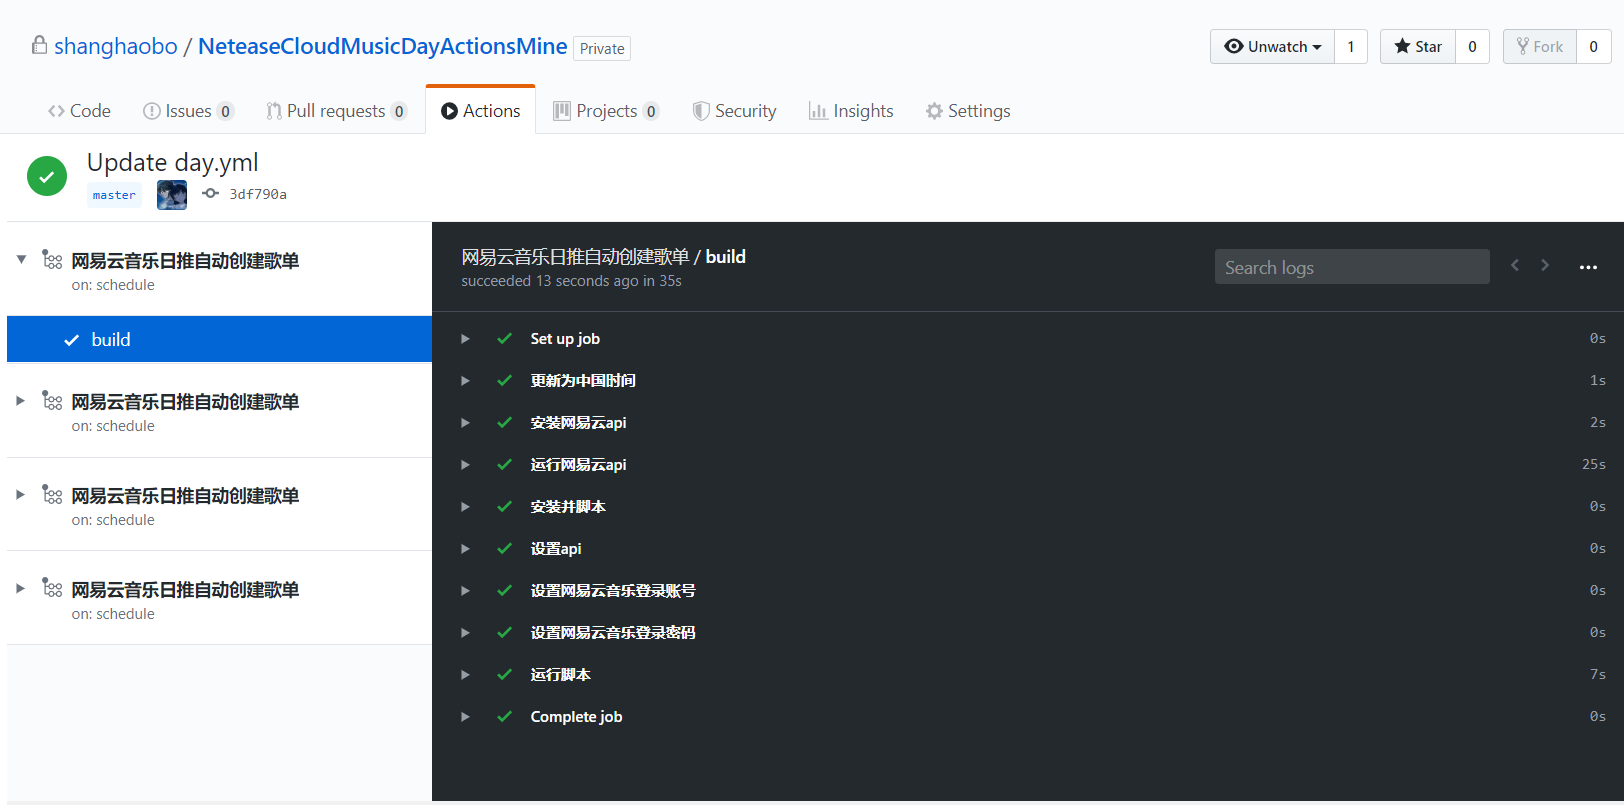 shanghaobo / NeteaseCloudMusicDayActionsMine Private
Unwatch 1 Star 0 Fork 0
Code Issues 0 Pull requests 0 Actions Projects 0 Security Insights Settings
Update day.yml
master 3df790a
网易云音乐日推自动创建歌单
on: schedule
build
网易云音乐日推自动创建歌单
on: schedule
网易云音乐日推自动创建歌单
on: schedule
网易云音乐日推自动创建歌单
on: schedule
网易云音乐日推自动创建歌单 / build
succeeded 13 seconds ago in 35s
Search logs
Set up job 0s
更新为中国时间 1s
安装网易云api 2s
运行网易云api 25s
安装并脚本 0s
设置api 0s
设置网易云音乐登录账号 0s
设置网易云音乐登录密码 0s
运行脚本 7s
Complete job 0s